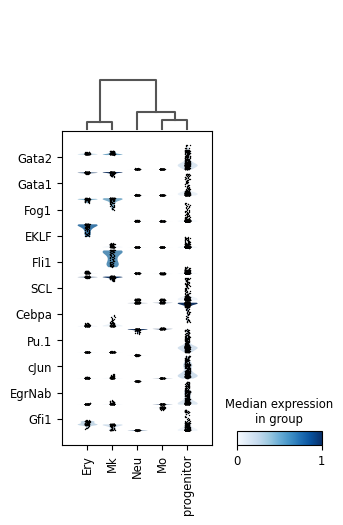 Gata2
Gata1
Fog1
EKLF
Fli1
SCL
Cebpa
Pu.1
cJun
EgrNab
Gfi1
Ery
Mk
Neu
Mo
progenitor
Median expression
in group
0 1